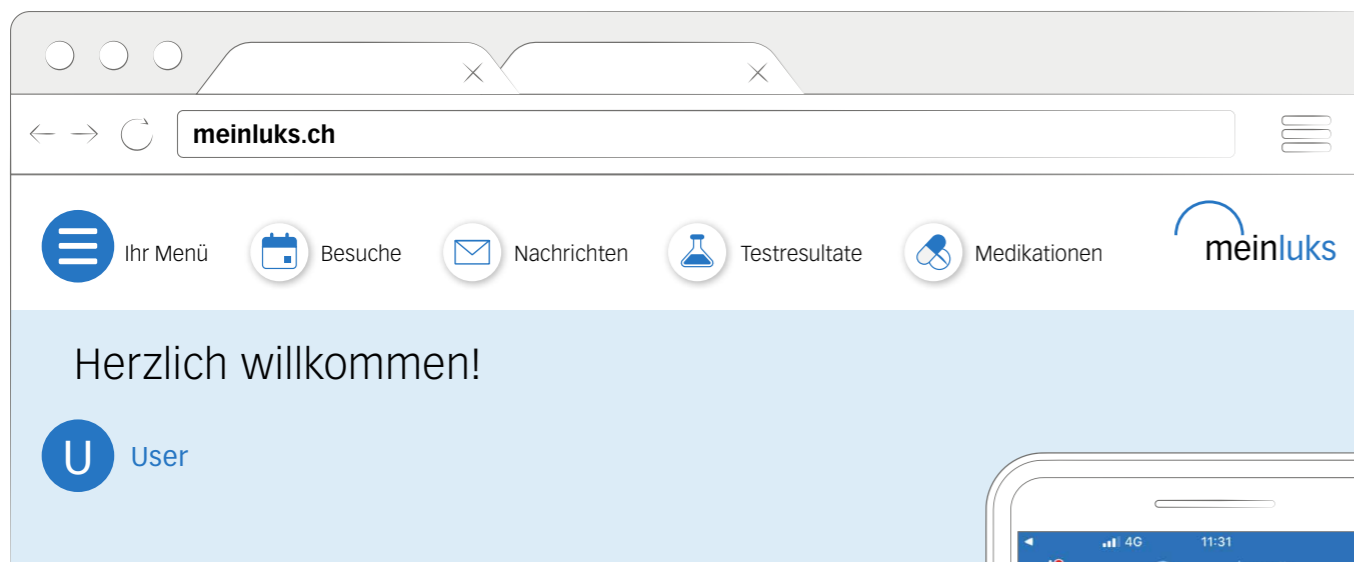 meinluks.ch
Ihr Menü Besuche Nachrichten Testresultate Medikationen meinluks
Herzlich willkommen!
U User
4G 11:31